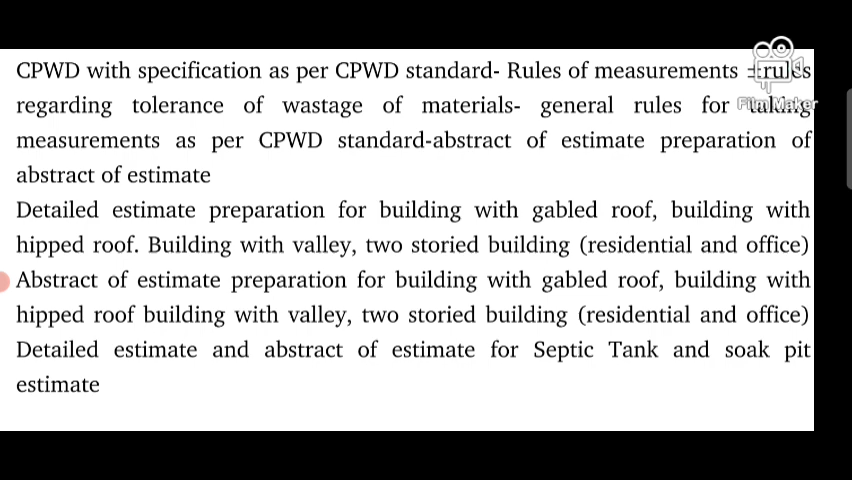 CPWD with specification as per CPWD standard- Rules of measurements – rules
regarding tolerance of wastage of materials- general rules for taking
measurements as per CPWD standard-abstract of estimate preparation of
abstract of estimate
Detailed estimate preparation for building with gabled roof, building with
hipped roof. Building with valley, two storied building (residential and office)
Abstract of estimate preparation for building with gabled roof, building with
hipped roof building with valley, two storied building (residential and office)
Detailed estimate and abstract of estimate for Septic Tank and soak pit
estimate
Film Maker